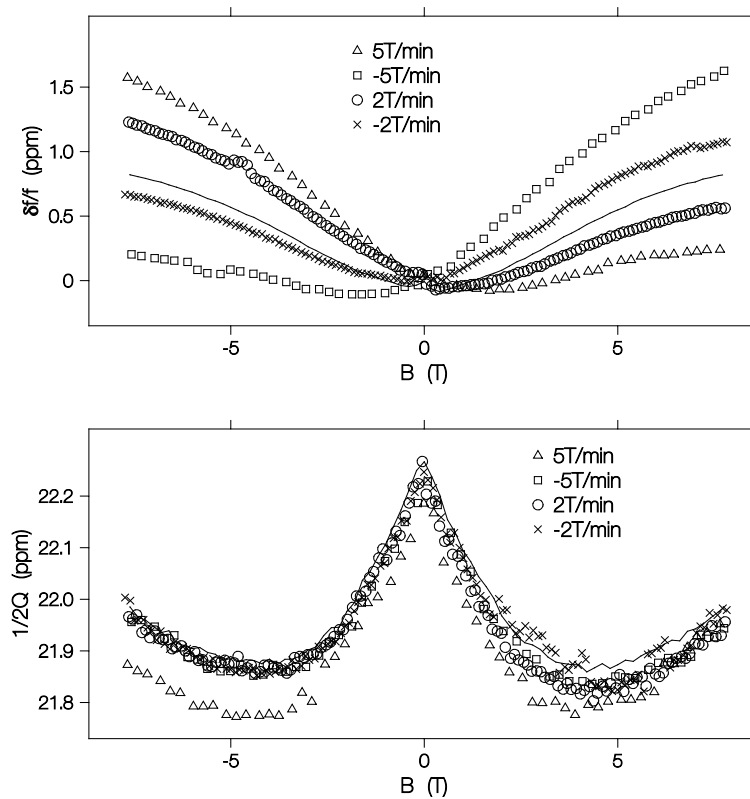 δf/f (ppm)
1.5
1.0
0.5
0
△ 5T/min
□ -5T/min
○ 2T/min
× -2T/min
-5 0 5
B (T)
1/2Q (ppm)
22.2
22.1
22.0
21.9
21.8
△ 5T/min
□ -5T/min
○ 2T/min
× -2T/min
-5 0 5
B (T)